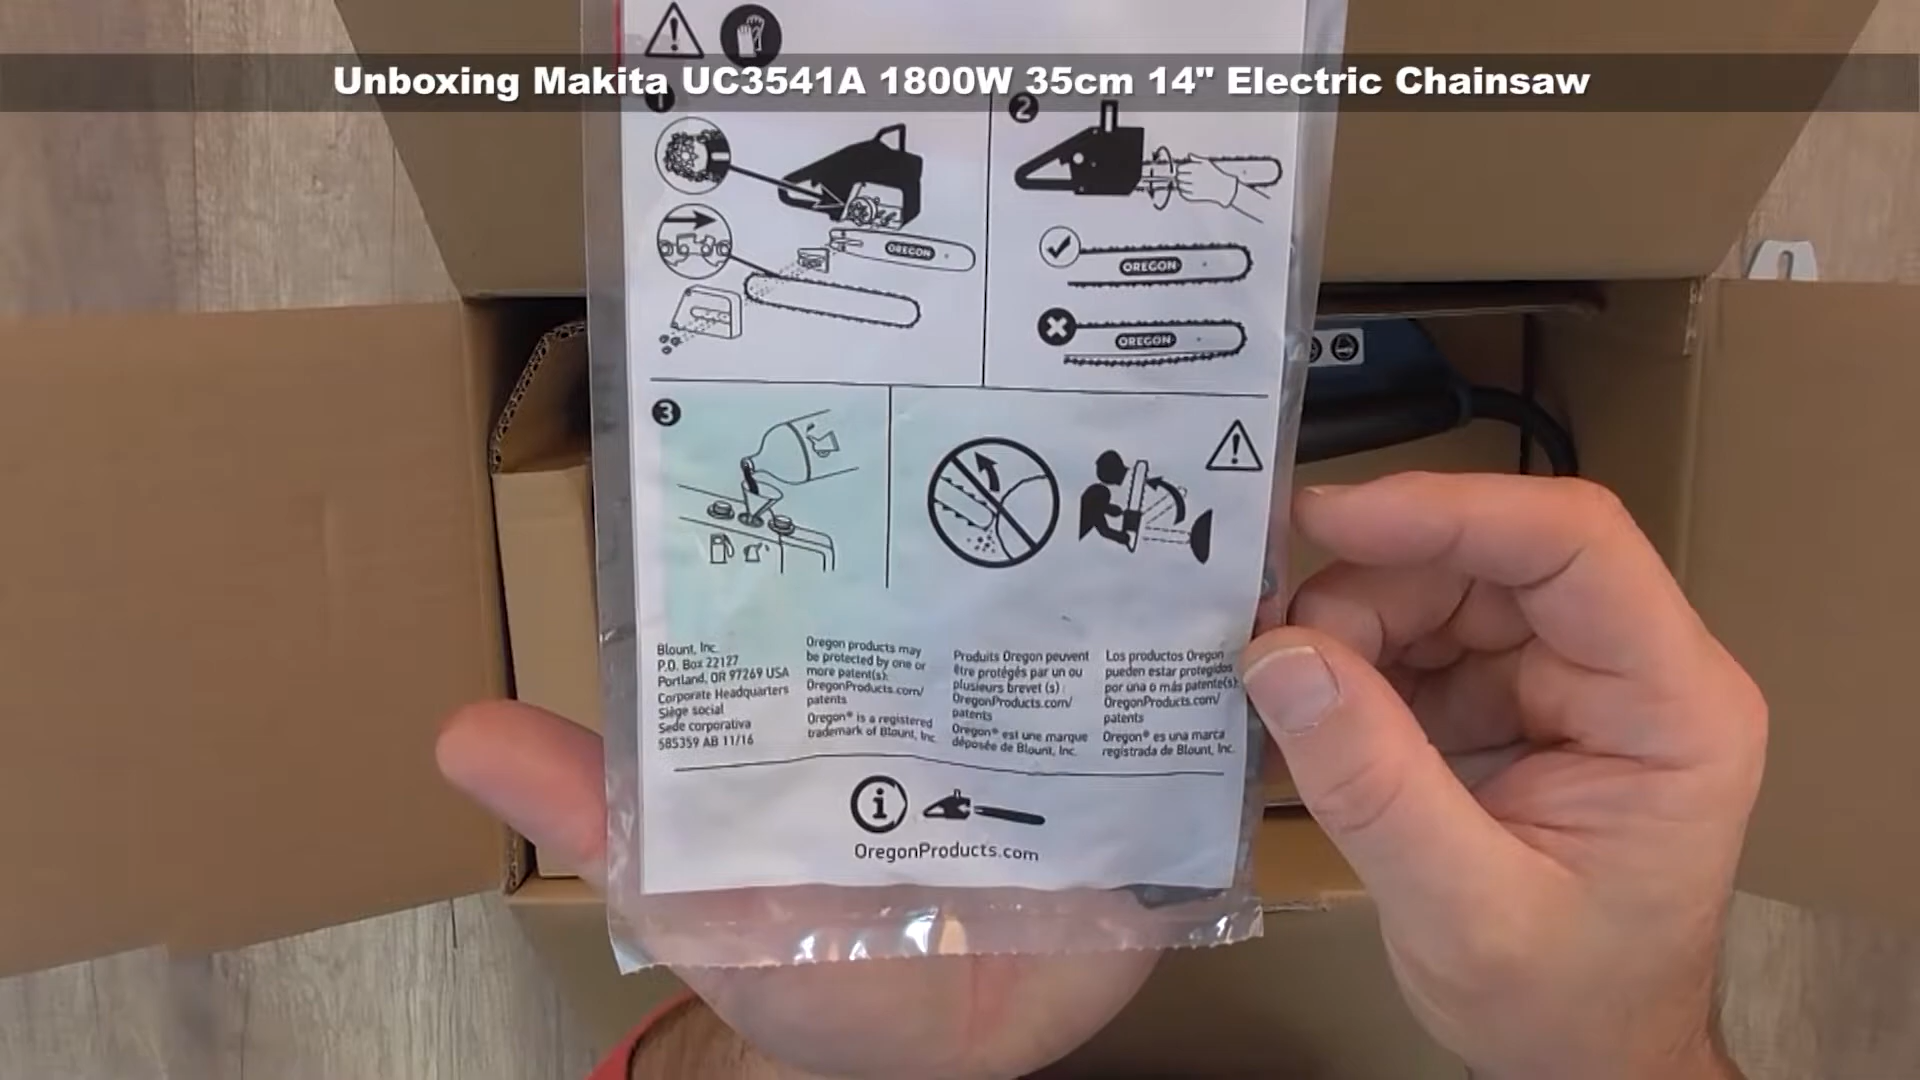 Unboxing Makita UC3541A 1800W 35cm 14" Electric Chainsaw
1
2
OREGON
OREGON
OREGON
3
Blount, Inc.
P.O. Box 22127
Portland, OR 97269 USA
Corporate Headquarters
Siège social
Sede corporativa
585359 AB 11/16
Oregon products may
be protected by one or
more patent(s):
OregonProducts.com/
patents
Oregon® is a registered
trademark of Blount, Inc.
Produits Oregon peuvent
être protégés par un ou
plusieurs brevet (s) :
OregonProducts.com/
patents
Oregon® est une marque
déposée de Blount, Inc.
Los productos Oregon
pueden estar protegidos
por una o más patente(s):
OregonProducts.com/
patents
Oregon® es una marca
registrada de Blount, Inc.
i
OregonProducts.com